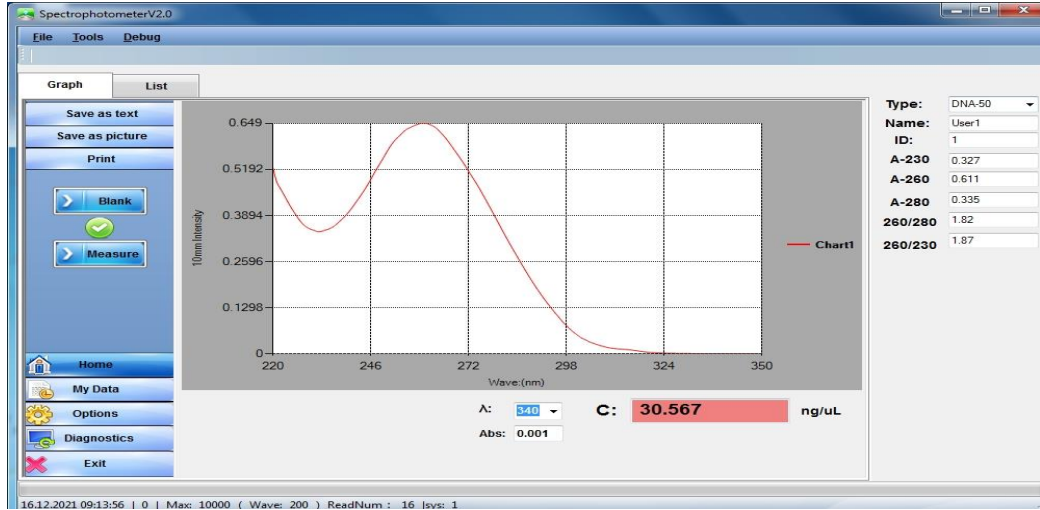 SpectrophotometerV2.0
File Tools Debug
Graph List
Save as text
Save as picture
Print
Blank
Measure
Home
My Data
Options
Diagnostics
Exit
0.649
0.5192
0.3894
0.2596
0.1298
0
10mm Intensity
220 246 272 298 324 350
Wave:(nm)
Chart1
λ: 340 C: 30.567 ng/uL
Abs: 0.001
Type: DNA-50
Name: User1
ID: 1
A-230 0.327
A-260 0.611
A-280 0.335
260/280 1.82
260/230 1.87
16.12.2021 09:13:56 | 0 | Max: 10000 ( Wave: 200 ) ReadNum : 16 |sys: 1